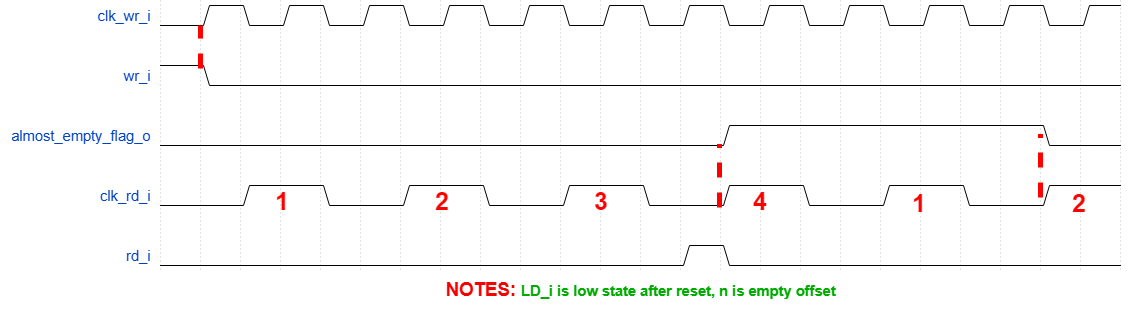 clk_wr_i
wr_i
almost_empty_flag_o
clk_rd_i 1 2 3 4 1 2
rd_i
NOTES: LD_i is low state after reset, n is empty offset